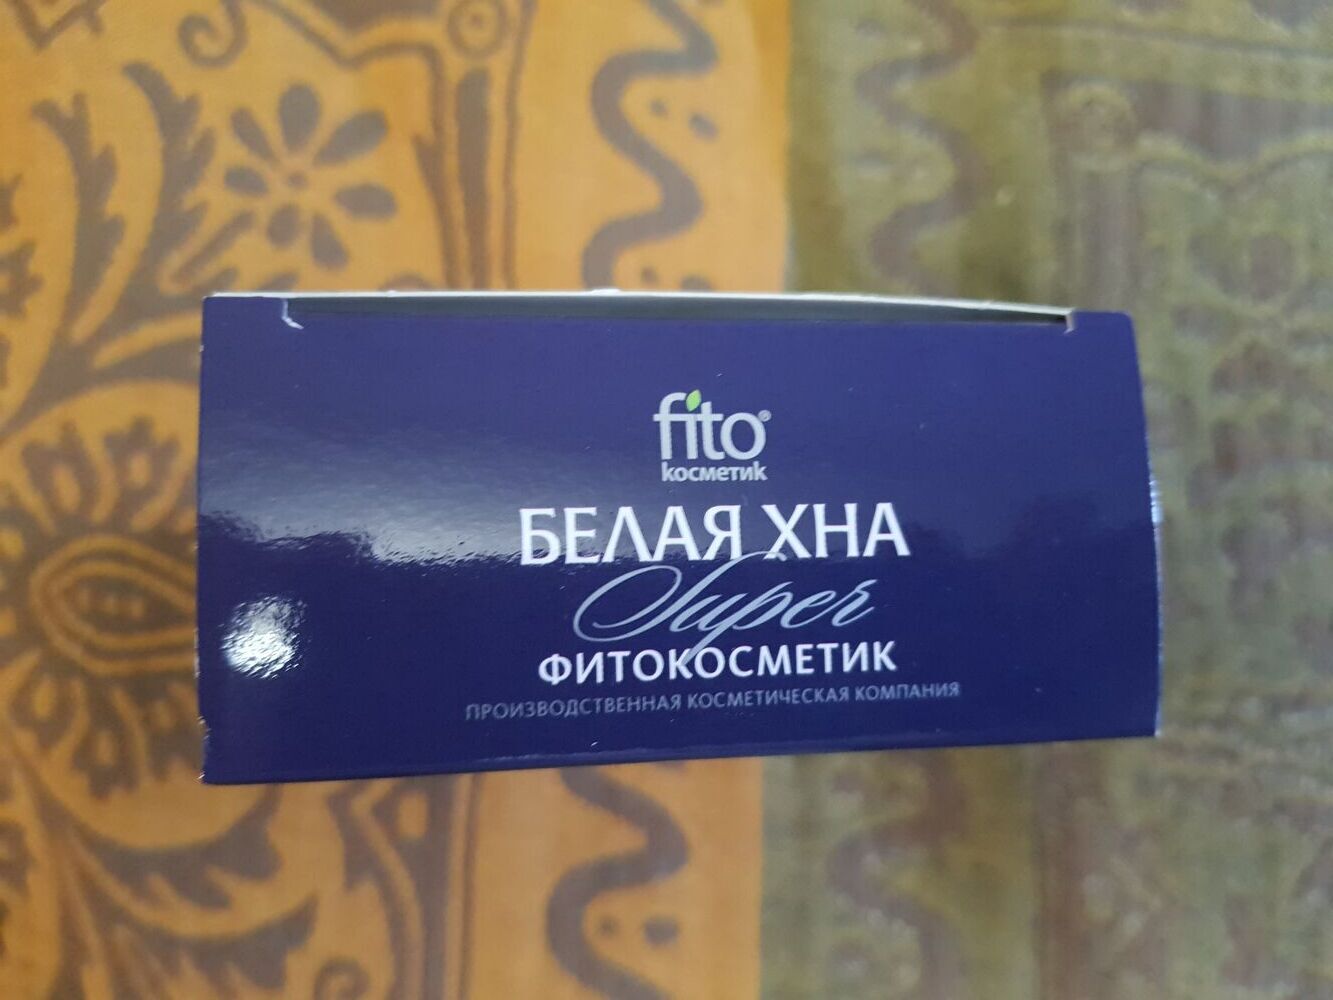 fito®
косметик
БЕЛАЯ ХНА
Super
ФИТОКОСМЕТИК
ПРОИЗВОДСТВЕННАЯ КОСМЕТИЧЕСКАЯ КОМПАНИЯ